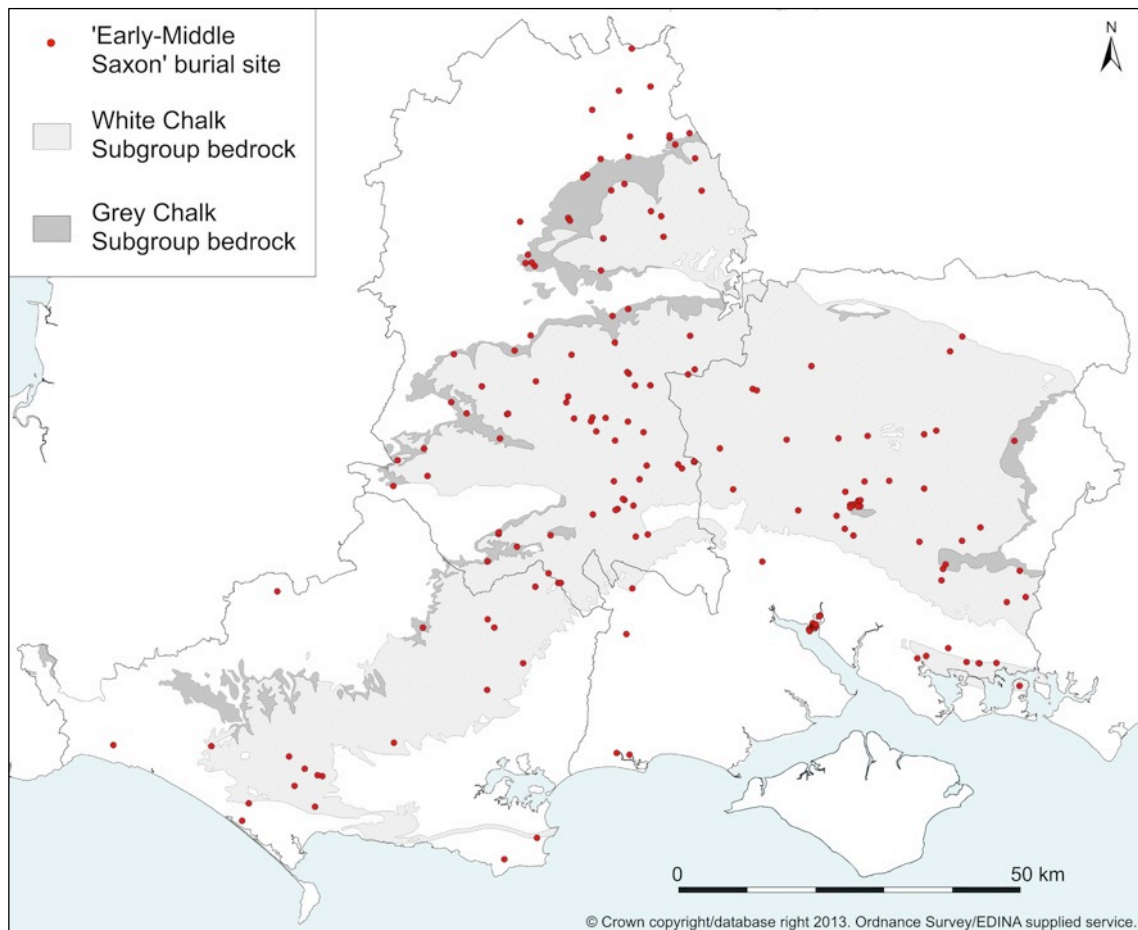 'Early-Middle
Saxon' burial site
White Chalk
Subgroup bedrock
Grey Chalk
Subgroup bedrock
N
0
50 km
© Crown copyright/database right 2013. Ordnance Survey/EDINA supplied service.